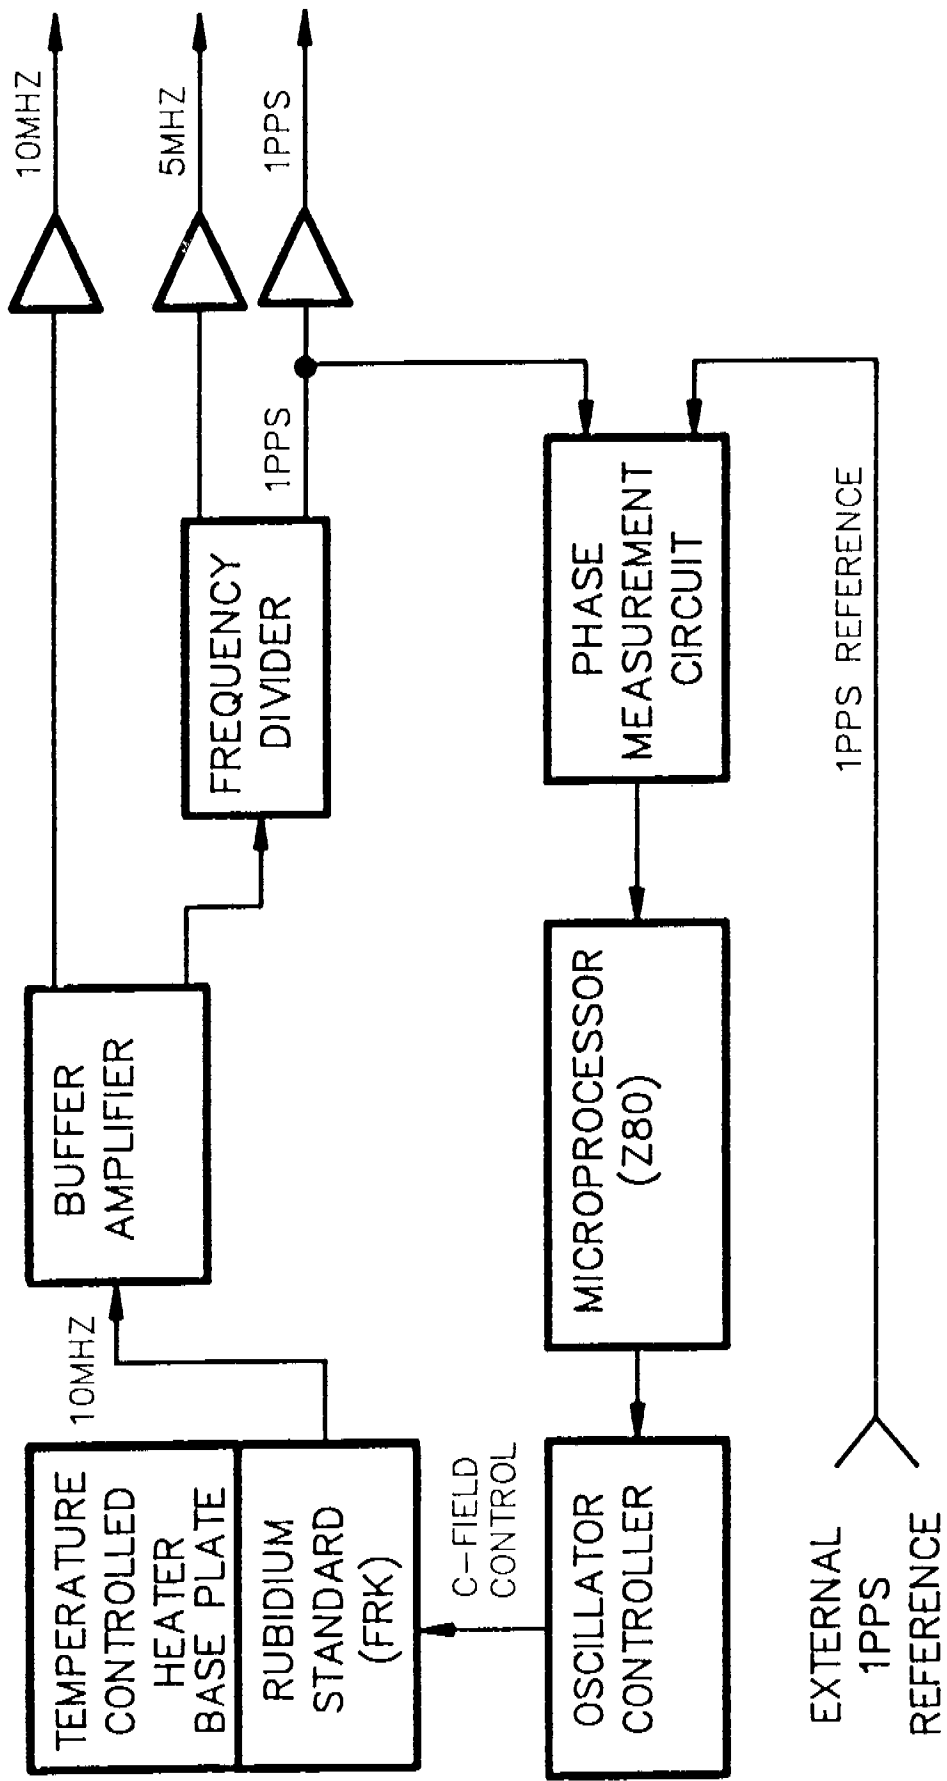 TEMPERATURE
CONTROLLED
HEATER
BASE PLATE
RUBIDIUM
STANDARD
(FRK)
10MHZ
BUFFER
AMPLIFIER
10MHZ
FREQUENCY
DIVIDER
5MHZ
1PPS
1PPS
C-FIELD
CONTROL
OSCILLATOR
CONTROLLER
MICROPROCESSOR
(Z80)
PHASE
MEASUREMENT
CIRCUIT
EXTERNAL
1PPS
REFERENCE
1PPS REFERENCE